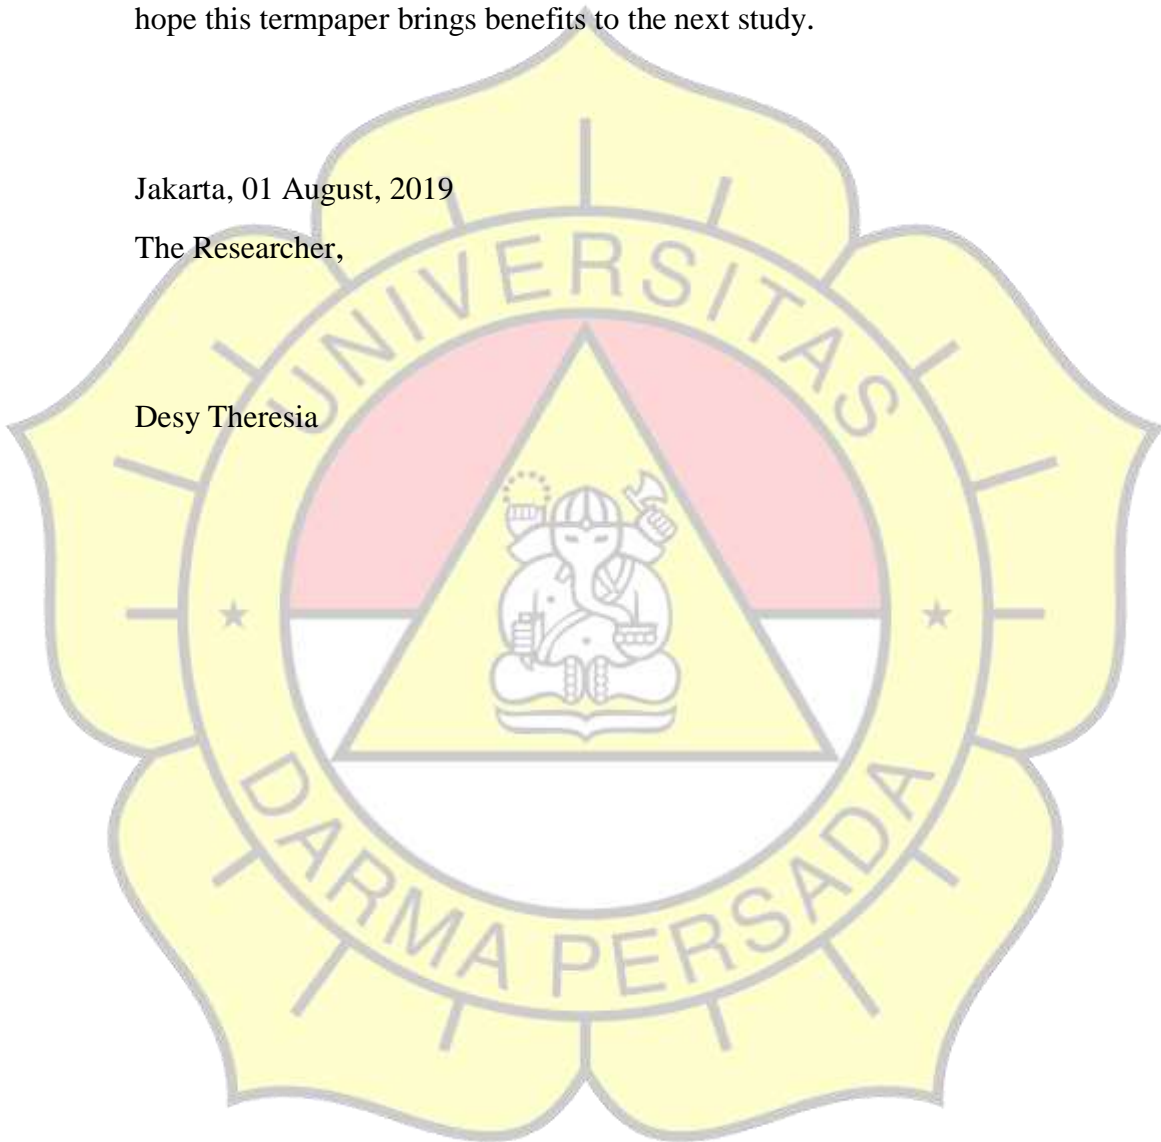 hope this termpaper brings benefits to the next study.
Jakarta, 01 August, 2019
The Researcher,
Desy Theresia
UNIVERSITAS
DARMA PERSADA